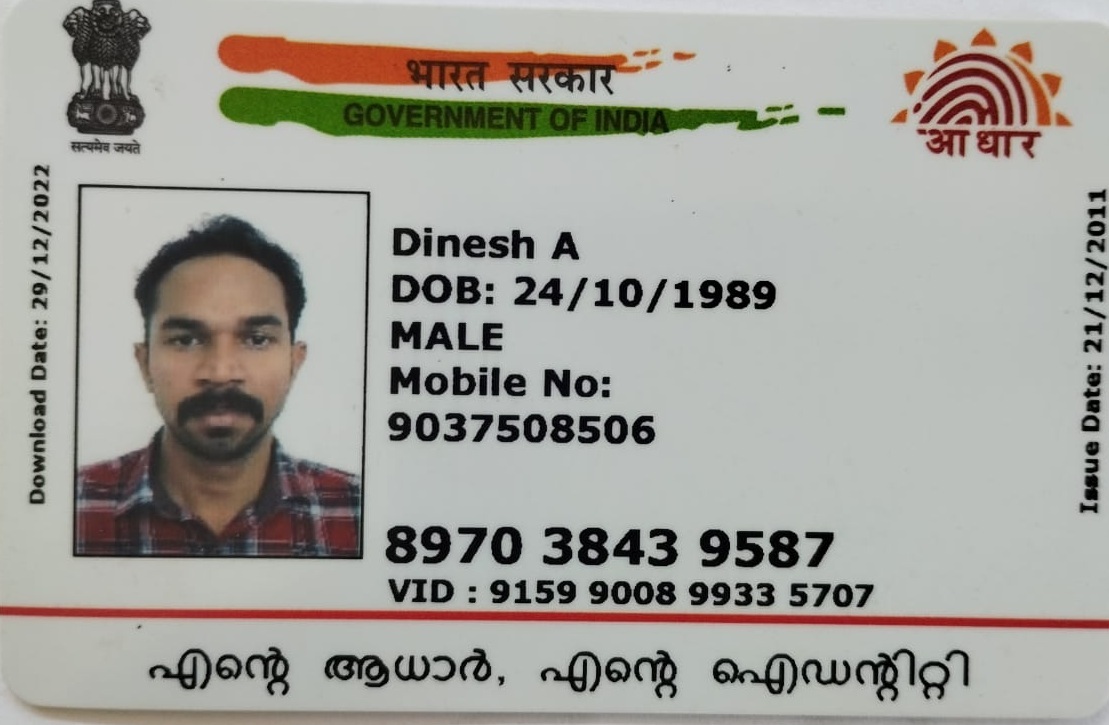 भारत सरकार
GOVERNMENT OF INDIA
आधार
सत्यमेव जयते
Download Date: 29/12/2022
Issue Date: 21/12/2011
Dinesh A
DOB: 24/10/1989
MALE
Mobile No:
9037508506
8970 3843 9587
VID : 9159 9008 9933 5707
എന്റെ ആധാർ, എന്റെ ഐഡന്റിറ്റി